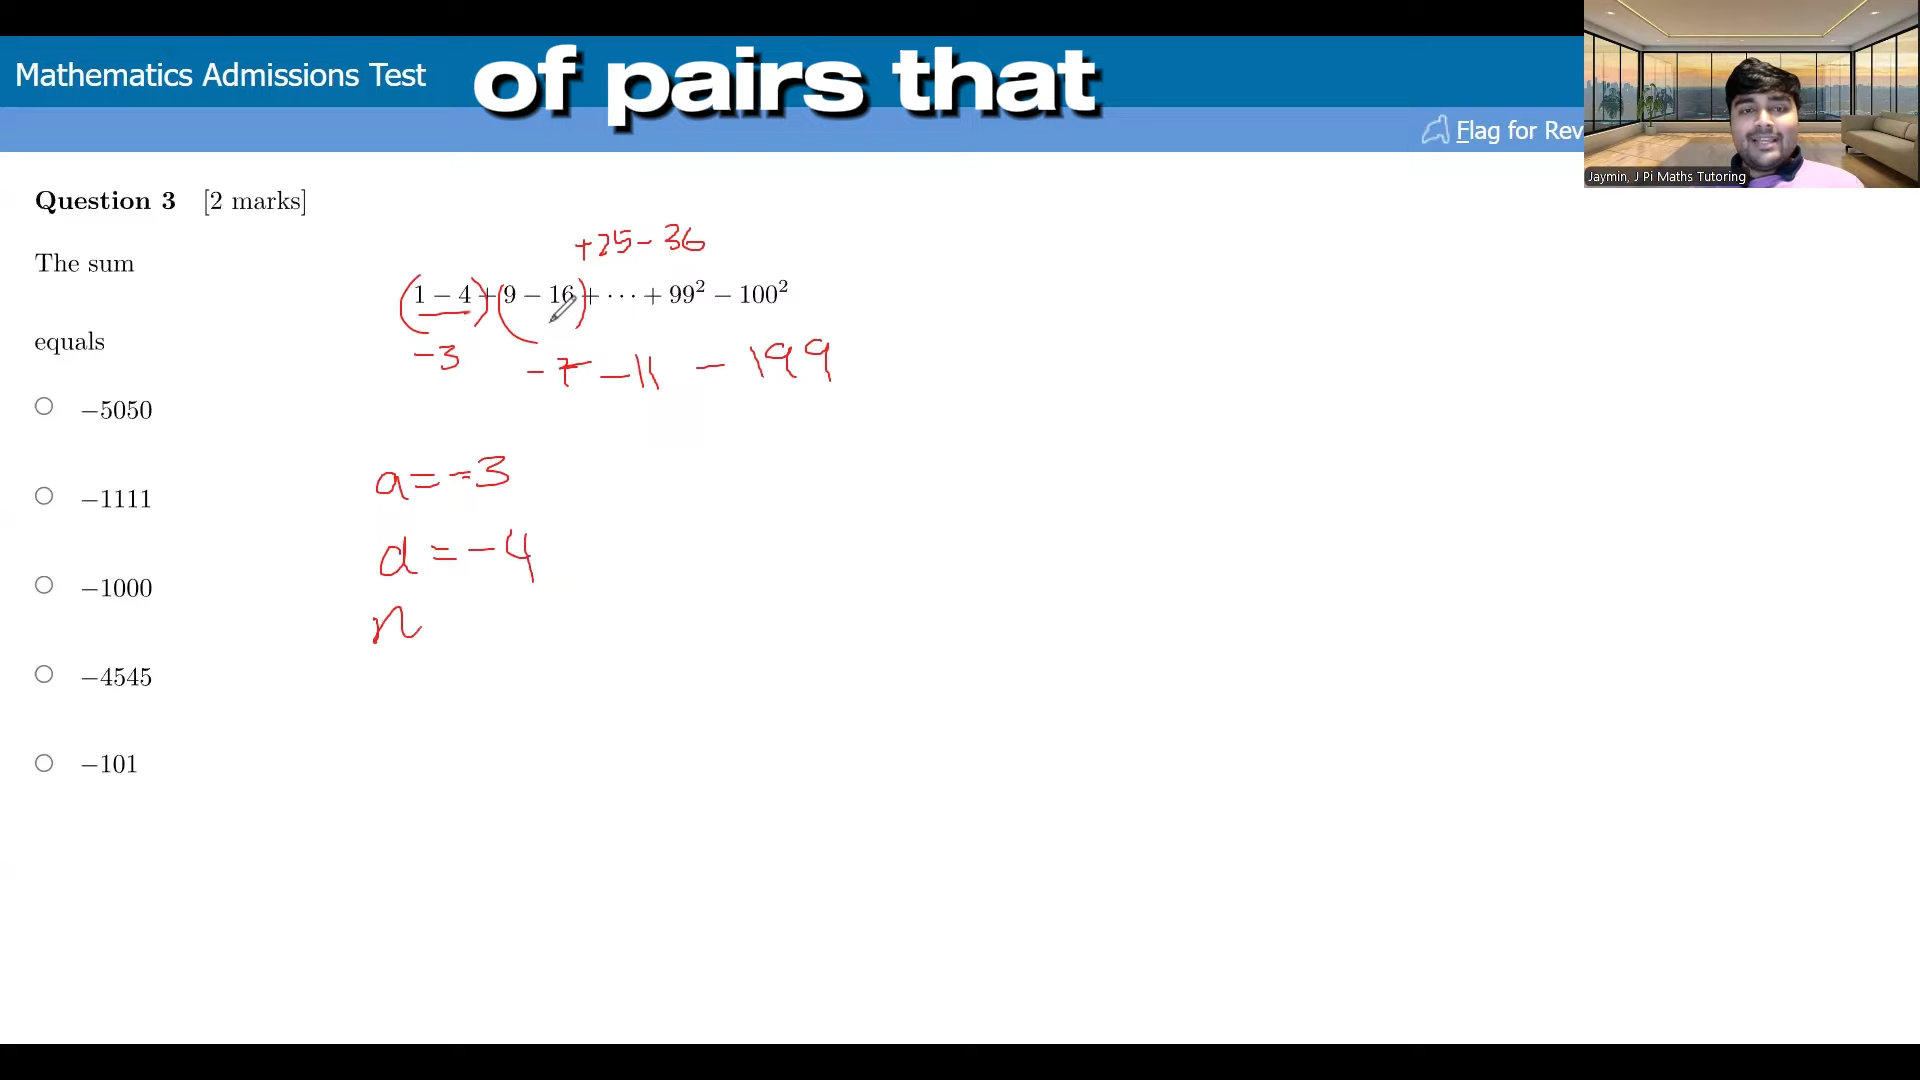 Mathematics Admissions Test
of pairs that
Flag for Rev
Jaymin, J Pi Maths Tutoring
Question 3 [2 marks]
The sum
+25-36
(1 − 4)+(9 − 16)+ ⋯ + 99² − 100²
-3 -7 -11 - 199
equals
−5050
−1111
−1000
−4545
−101
a=-3
d=-4
n